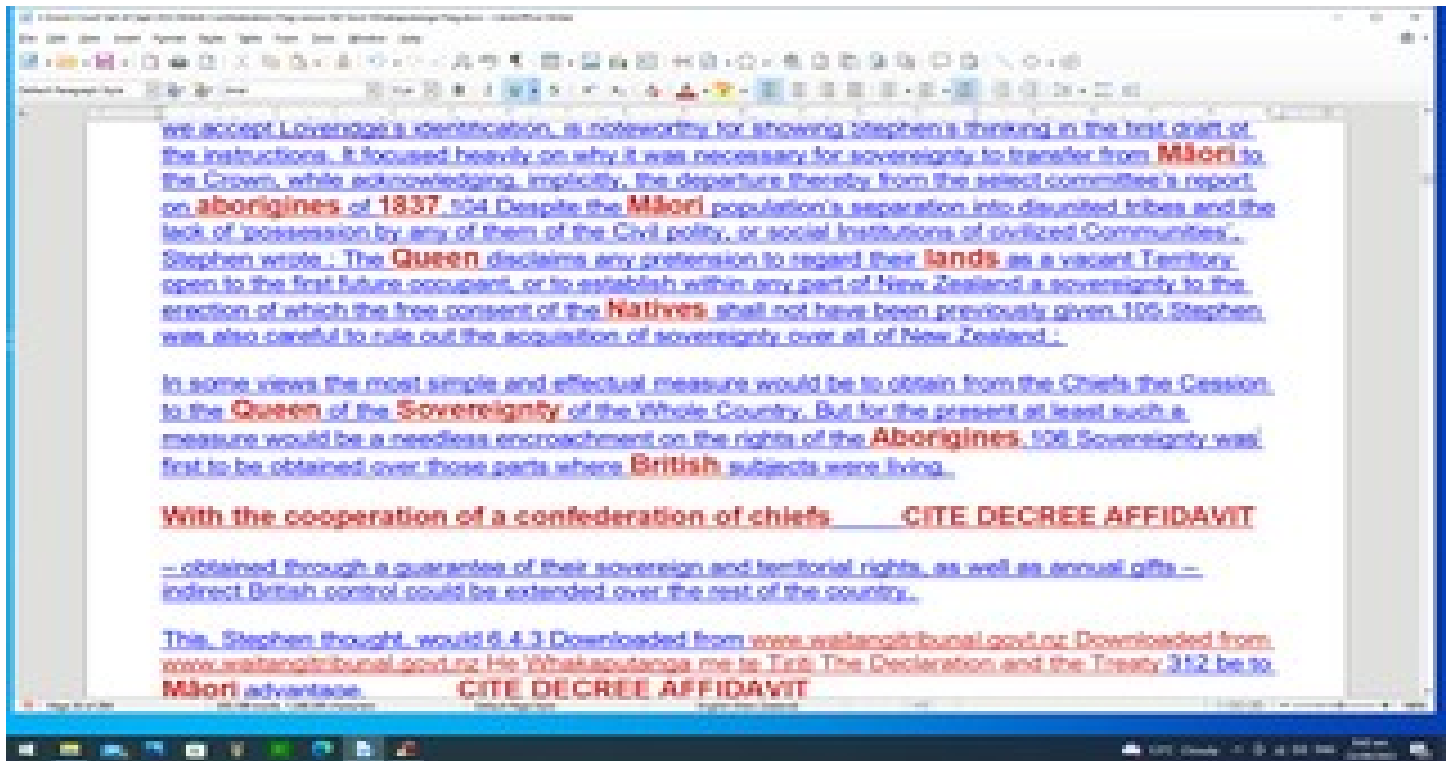 we accept Loveridge's identification, is noteworthy for showing Stephen's thinking in the first draft of
the instructions. It focused heavily on why it was necessary for sovereignty to transfer from Māori to
the Crown, while acknowledging, implicitly, the departure thereby from the select committee's report
on aborigines of 1837.104 Despite the Māori population's separation into disunited tribes and the
lack of 'possession by any of them of the Civil polity, or social Institutions of civilized Communities',
Stephen wrote : The Queen disclaims any pretension to regard their lands as a vacant Territory
open to the first future occupant, or to establish within any part of New Zealand a sovereignty to the
erection of which the free consent of the Natives shall not have been previously given.105 Stephen
was also careful to rule out the acquisition of sovereignty over all of New Zealand :
In some views the most simple and effectual measure would be to obtain from the Chiefs the Cession
to the Queen of the Sovereignty of the Whole Country. But for the present at least such a
measure would be a needless encroachment on the rights of the Aborigines.106 Sovereignty was
first to be obtained over those parts where British subjects were living.
With the cooperation of a confederation of chiefs CITE DECREE AFFIDAVIT
– obtained through a guarantee of their sovereign and territorial rights, as well as annual gifts –
indirect British control could be extended over the rest of the country.
This, Stephen thought, would 6.4.3 Downloaded from www.waitangitribunal.govt.nz Downloaded from
www.waitangitribunal.govt.nz He Whakaputanga me te Tiriti The Declaration and the Treaty 312 be to
Māori advantage. CITE DECREE AFFIDAVIT